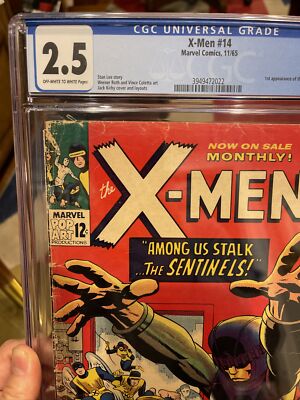 CGC UNIVERSAL GRADE
2.5
OFF-WHITE TO WHITE Pages
X-Men #14
Marvel Comics, 11/65
Stan Lee story
Werner Roth and Vince Colletta art
Jack Kirby cover and layouts
1st appearance of
3949472022
NOW ON SALE
MONTHLY!
the
X-MEN
MARVEL
POP
ART
PRODUCTIONS
12¢
"AMONG US STALK
...THE SENTINELS!"